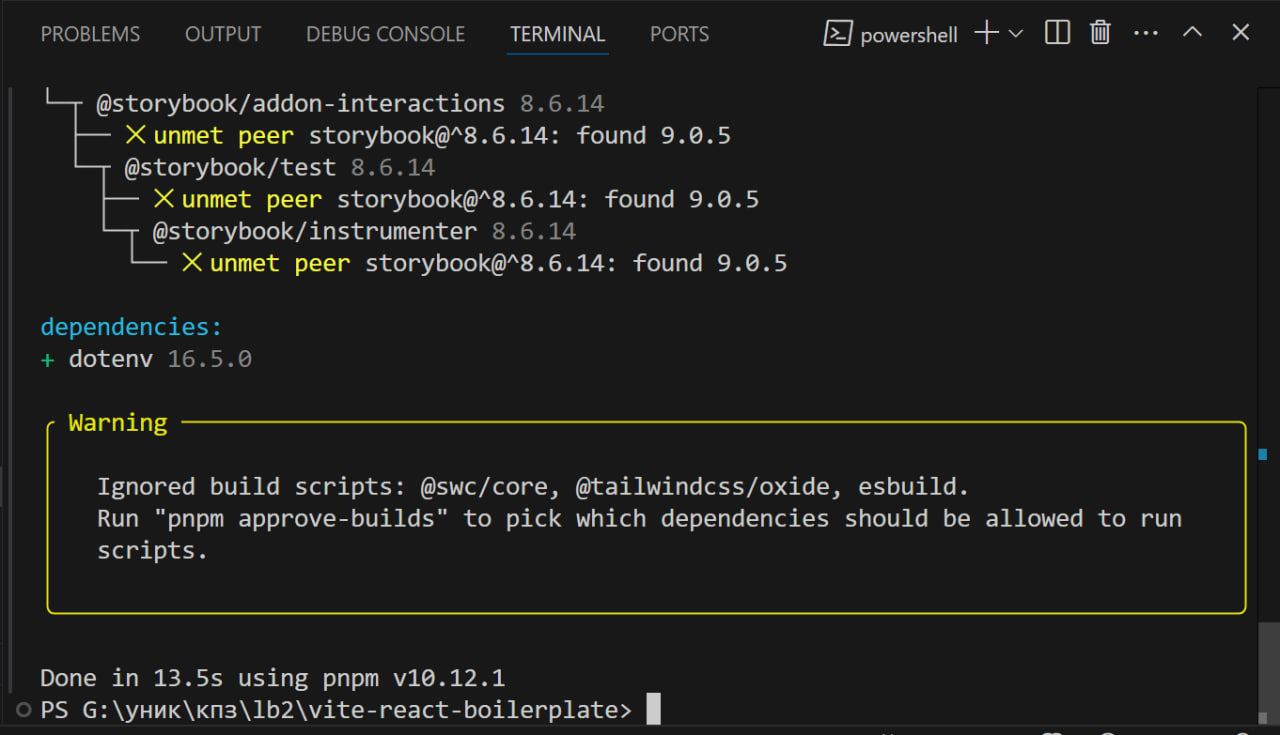 PROBLEMS OUTPUT DEBUG CONSOLE TERMINAL PORTS powershell
@storybook/addon-interactions 8.6.14
✕ unmet peer storybook@^8.6.14: found 9.0.5
@storybook/test 8.6.14
✕ unmet peer storybook@^8.6.14: found 9.0.5
@storybook/instrumenter 8.6.14
✕ unmet peer storybook@^8.6.14: found 9.0.5
dependencies:
+ dotenv 16.5.0
Warning
Ignored build scripts: @swc/core, @tailwindcss/oxide, esbuild.
Run "pnpm approve-builds" to pick which dependencies should be allowed to run
scripts.
Done in 13.5s using pnpm v10.12.1
PS G:\уник\кпз\lb2\vite-react-boilerplate>